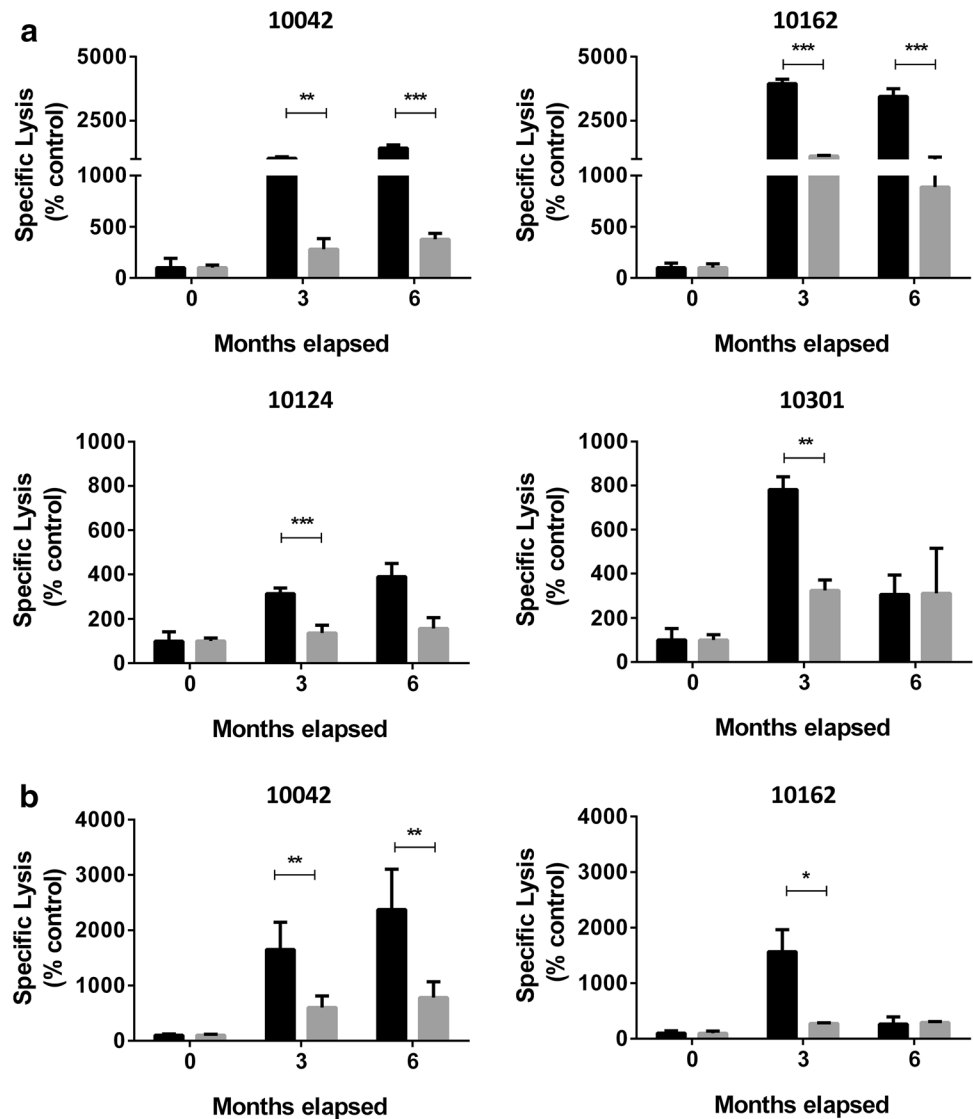 a
10042
Specific Lysis
(% control)
5000
2500
1000
500
0
** ***
0 3 6
Months elapsed
10162
Specific Lysis
(% control)
5000
2500
1000
500
0
*** ***
0 3 6
Months elapsed
10124
Specific Lysis
(% control)
1000
800
600
400
200
0
***
0 3 6
Months elapsed
10301
Specific Lysis
(% control)
1000
800
600
400
200
0
**
0 3 6
Months elapsed
b
10042
Specific Lysis
(% control)
4000
3000
2000
1000
0
** **
0 3 6
Months elapsed
10162
Specific Lysis
(% control)
4000
3000
2000
1000
0
*
0 3 6
Months elapsed